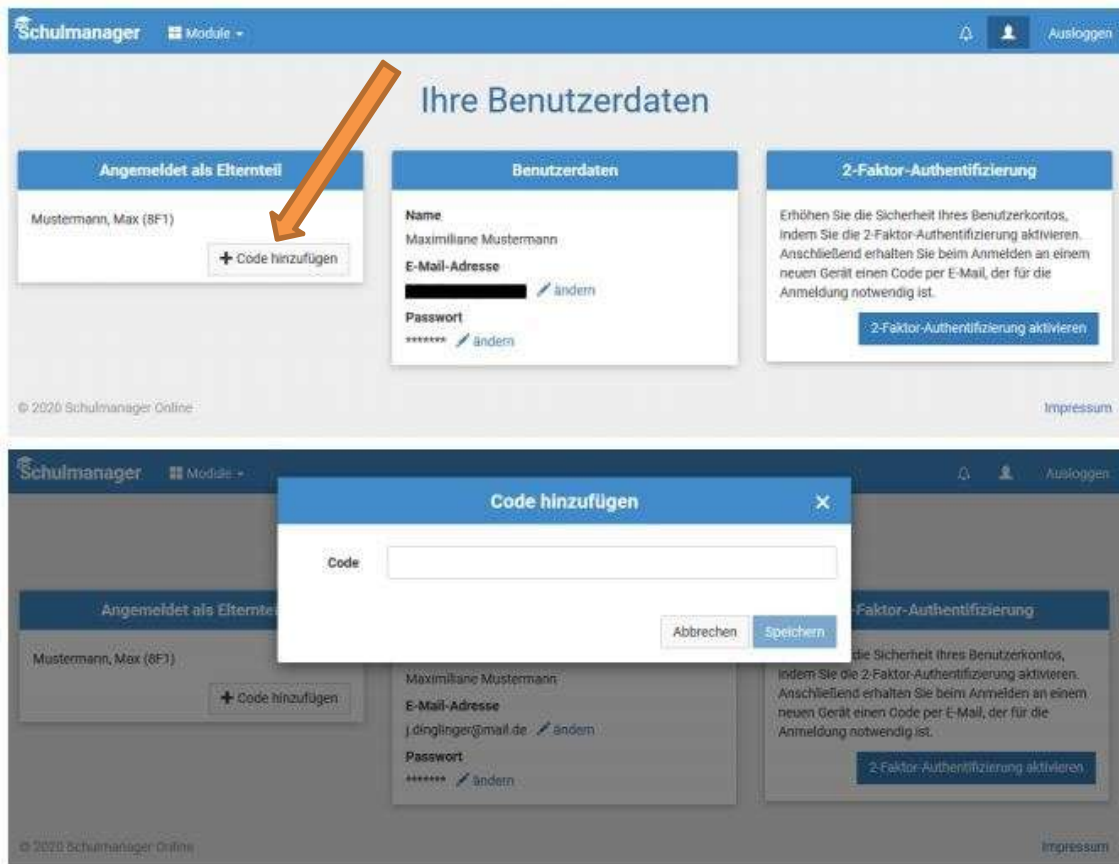 Schulmanager Module Ausloggen
Ihre Benutzerdaten
Angemeldet als Elternteil
Mustermann, Max (8F1)
+ Code hinzufügen
Benutzerdaten
Name
Maximiliane Mustermann
E-Mail-Adresse
ändern
Passwort
******* ändern
2-Faktor-Authentifizierung
Erhöhen Sie die Sicherheit Ihres Benutzerkontos,
indem Sie die 2-Faktor-Authentifizierung aktivieren.
Anschließend erhalten Sie beim Anmelden an einem
neuen Gerät einen Code per E-Mail, der für die
Anmeldung notwendig ist.
2-Faktor-Authentifizierung aktivieren
© 2020 Schulmanager Online Impressum
Schulmanager Module Ausloggen
Code hinzufügen ×
Code
Abbrechen Speichern
Angemeldet als Elterntei
Mustermann, Max (8F1)
+ Code hinzufügen
Maximiliane Mustermann
E-Mail-Adresse
j.dinglinger@mail.de ändern
Passwort
******* ändern
-Faktor-Authentifizierung
die Sicherheit Ihres Benutzerkontos,
indem Sie die 2-Faktor-Authentifizierung aktivieren.
Anschließend erhalten Sie beim Anmelden an einem
neuen Gerät einen Code per E-Mail, der für die
Anmeldung notwendig ist.
2-Faktor-Authentifizierung aktivieren
© 2020 Schulmanager Online Impressum